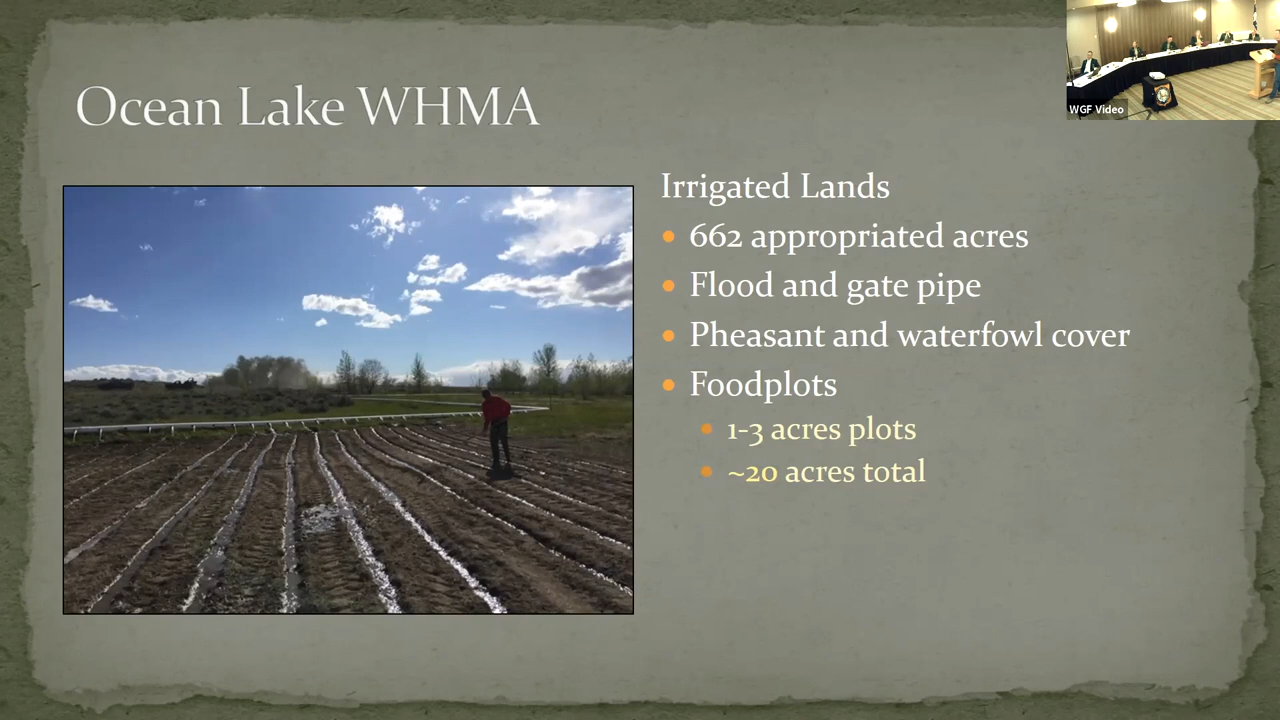 WGF Video
Ocean Lake WHMA
Irrigated Lands
662 appropriated acres
Flood and gate pipe
Pheasant and waterfowl cover
Foodplots
1-3 acres plots
~20 acres total